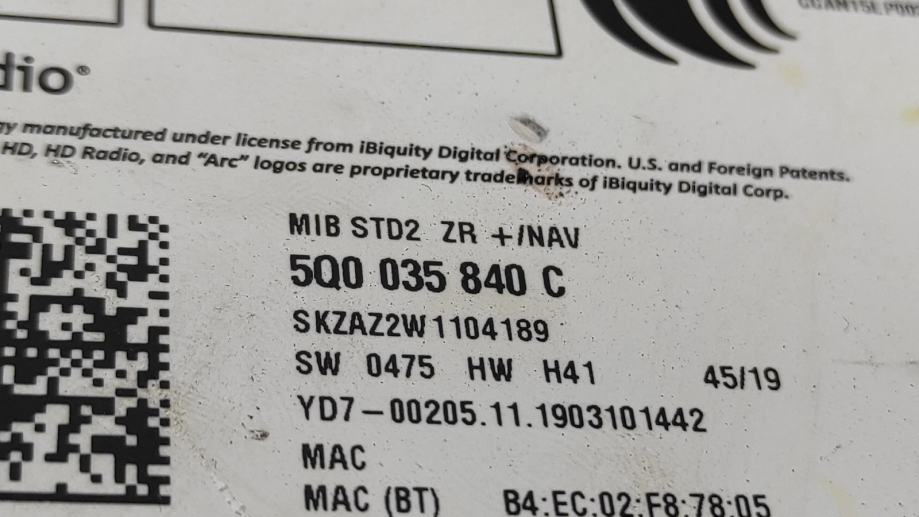 dio®
gy manufactured under license from iBiquity Digital Corporation. U.S. and Foreign Patents.
HD, HD Radio, and "Arc" logos are proprietary trademarks of iBiquity Digital Corp.
MIB STD2 ZR +/NAV
5Q0 035 840 C
SKZAZ2W1104189
SW 0475 HW H41 45/19
YD7-00205.11.1903101442
MAC
MAC (BT) B4:EC:02:F8:78:05